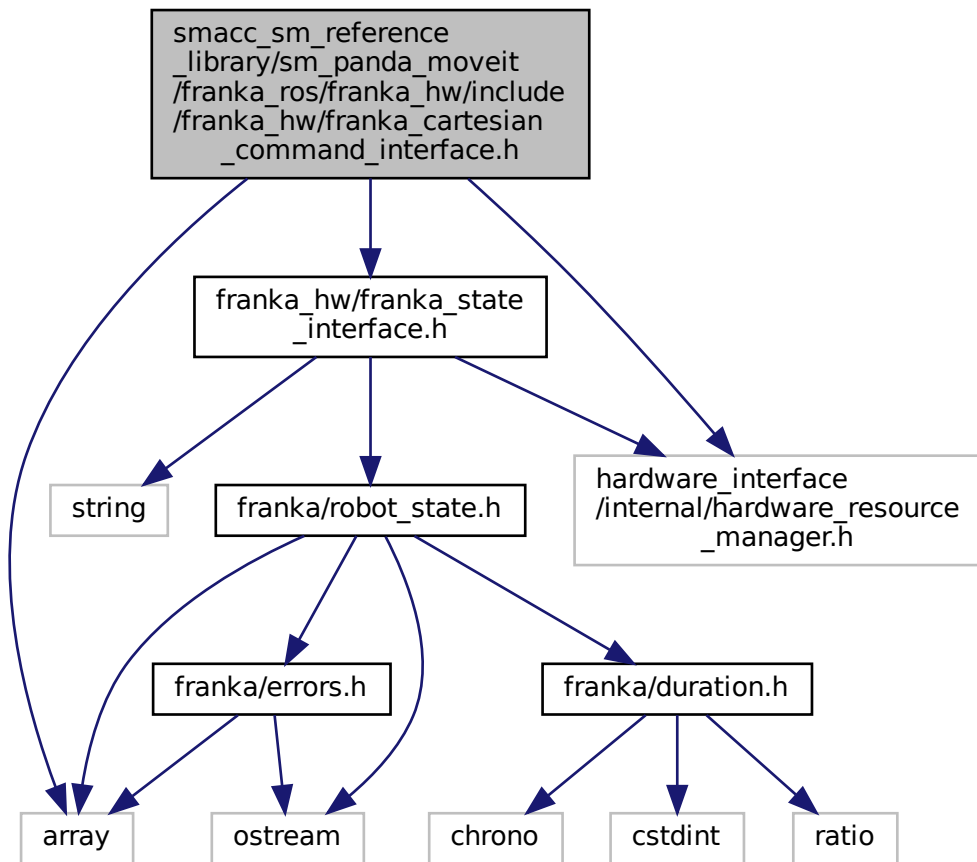 smacc_sm_reference
_library/sm_panda_moveit
/franka_ros/franka_hw/include
/franka_hw/franka_cartesian
_command_interface.h
franka_hw/franka_state
_interface.h
hardware_interface
/internal/hardware_resource
_manager.h
string
franka/robot_state.h
franka/errors.h
franka/duration.h
array
ostream
chrono
cstdint
ratio